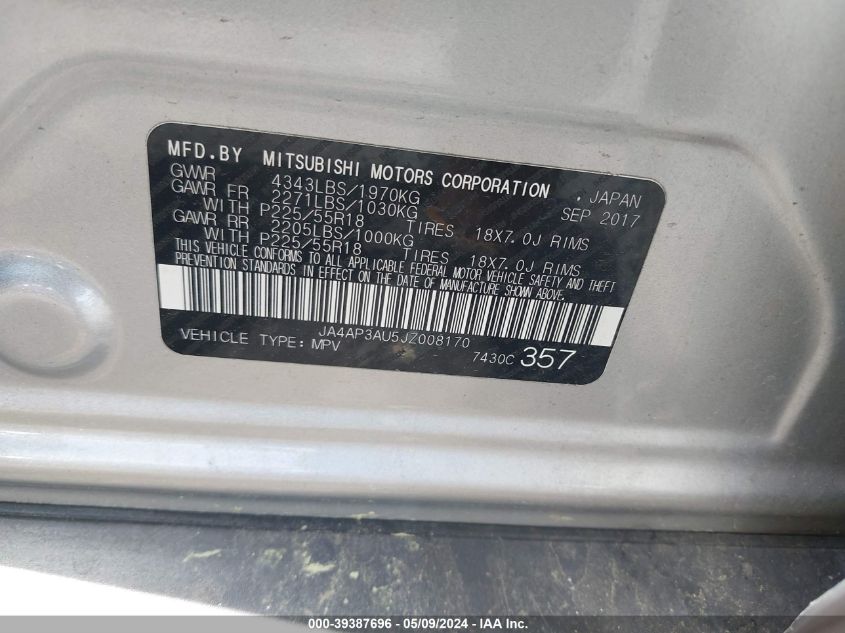 MFD.BY MITSUBISHI MOTORS CORPORATION , JAPAN
GVWR 4343LBS/1970KG SEP 2017
GAWR FR 2271LBS/1030KG
WITH P225/55R18 TIRES 18X7.0J RIMS
GAWR RR 2205LBS/1000KG
WITH P225/55R18 TIRES 18X7.0J RIMS
THIS VEHICLE CONFORMS TO ALL APPLICABLE FEDERAL MOTOR VEHICLE SAFETY AND THEFT
PREVENTION STANDARDS IN EFFECT ON THE DATE OF MANUFACTURE SHOWN ABOVE.
JA4AP3AU5JZ008170
VEHICLE TYPE: MPV 7430C 357
000-39387696 - 05/09/2024 - IAA Inc.